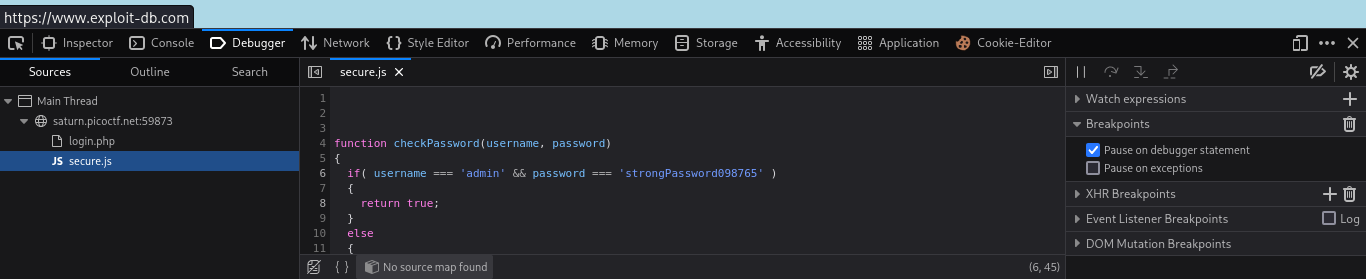 https://www.exploit-db.com
Inspector Console Debugger Network Style Editor Performance Memory Storage Accessibility Application Cookie-Editor
Sources Outline Search
Main Thread
saturn.picoctf.net:59873
login.php
JS secure.js
secure.js
1
2
3
4 function checkPassword(username, password)
5 {
6 if( username === 'admin' && password === 'strongPassword098765' )
7 {
8 return true;
9 }
10 else
11 {
{ } No source map found (6, 45)
Watch expressions
Breakpoints
Pause on debugger statement
Pause on exceptions
XHR Breakpoints
Event Listener Breakpoints Log
DOM Mutation Breakpoints